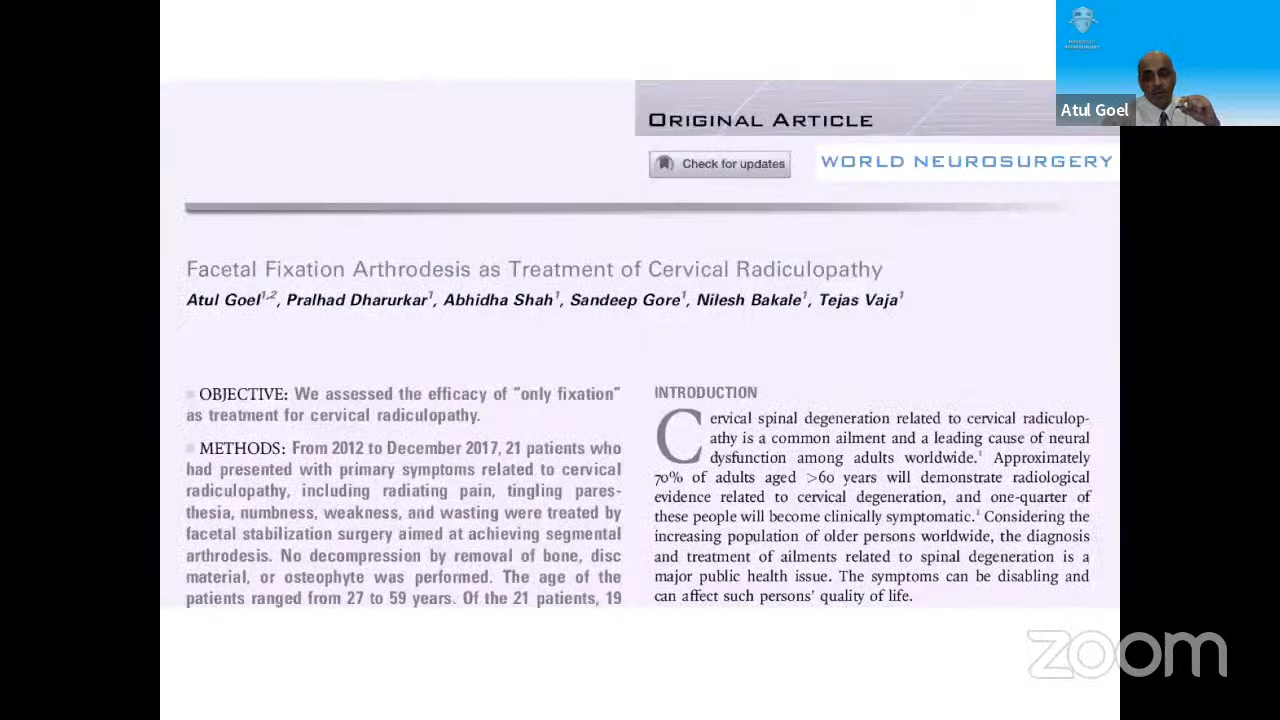 ORIGINAL ARTICLE
Check for updates
WORLD NEUROSURGERY
Atul Goel
Facetal Fixation Arthrodesis as Treatment of Cervical Radiculopathy
Atul Goel1,2, Pralhad Dharurkar1, Abhidha Shah1, Sandeep Gore1, Nilesh Bakale1, Tejas Vaja1
OBJECTIVE: We assessed the efficacy of "only fixation"
as treatment for cervical radiculopathy.
METHODS: From 2012 to December 2017, 21 patients who
had presented with primary symptoms related to cervical
radiculopathy, including radiating pain, tingling pares-
thesia, numbness, weakness, and wasting were treated by
facetal stabilization surgery aimed at achieving segmental
arthrodesis. No decompression by removal of bone, disc
material, or osteophyte was performed. The age of the
patients ranged from 27 to 59 years. Of the 21 patients, 19
INTRODUCTION
Cervical spinal degeneration related to cervical radiculop-
athy is a common ailment and a leading cause of neural
dysfunction among adults worldwide.1 Approximately
70% of adults aged >60 years will demonstrate radiological
evidence related to cervical degeneration, and one-quarter of
these people will become clinically symptomatic.1 Considering the
increasing population of older persons worldwide, the diagnosis
and treatment of ailments related to spinal degeneration is a
major public health issue. The symptoms can be disabling and
can affect such persons' quality of life.
zoom